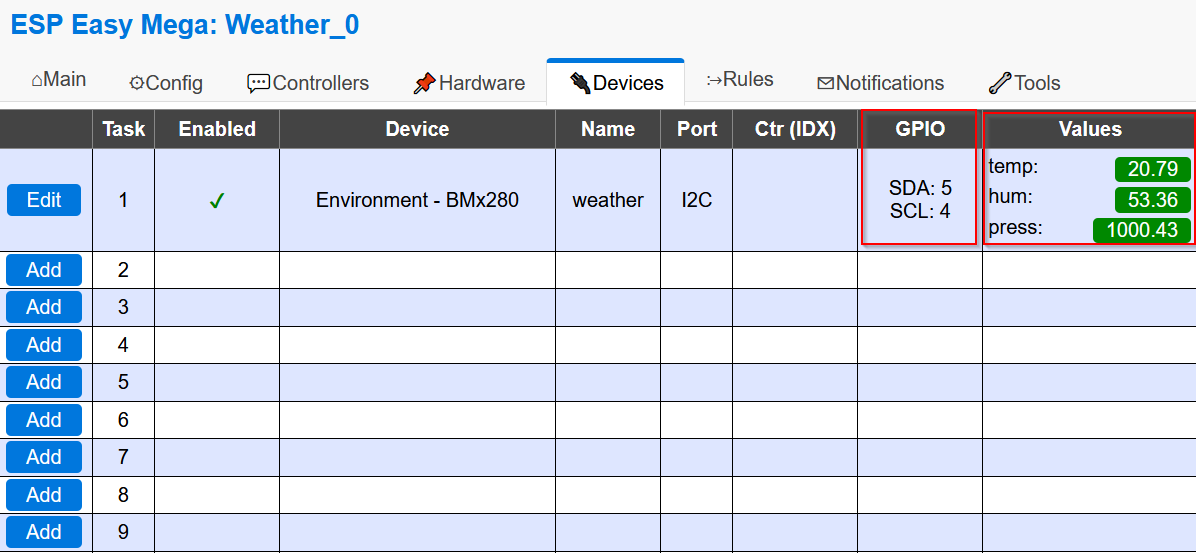 ESP Easy Mega: Weather_0
⌂Main ⚙Config 💬Controllers 📌Hardware 🔌Devices Rules ✉Notifications 🔧Tools
Task Enabled Device Name Port Ctr (IDX) GPIO Values
Edit 1 ✓ Environment - BMx280 weather I2C SDA: 5 temp: 20.79
SCL: 4 hum: 53.36
press: 1000.43
Add 2
Add 3
Add 4
Add 5
Add 6
Add 7
Add 8
Add 9